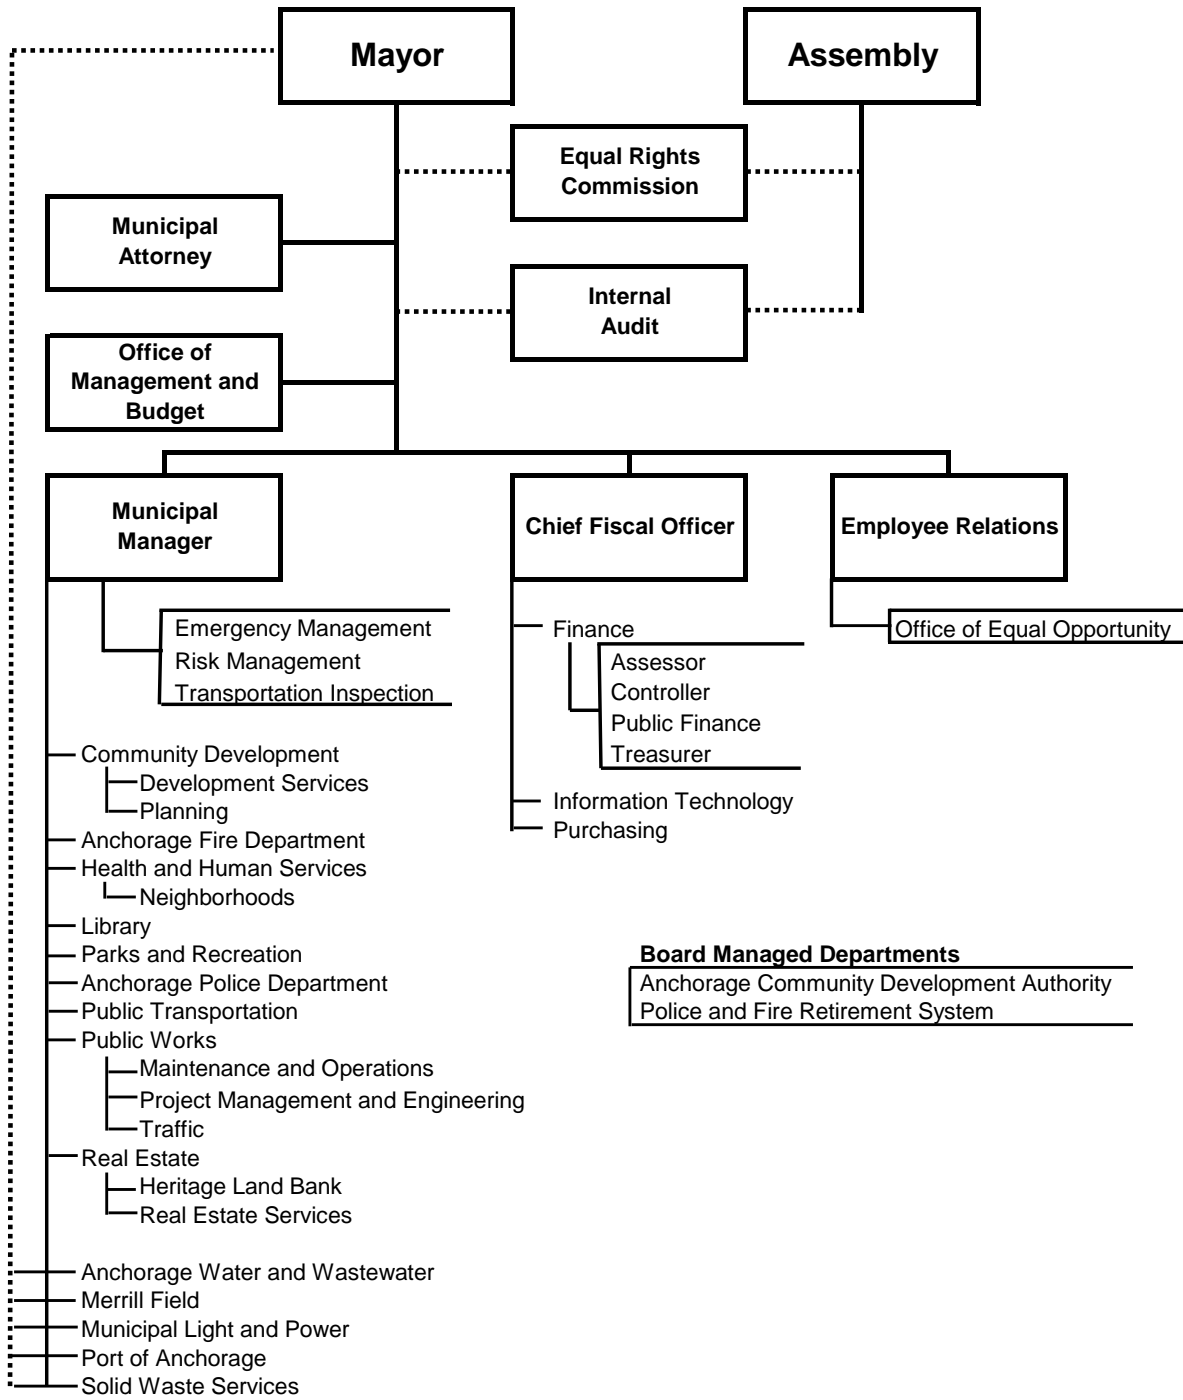 Mayor
Assembly
Equal Rights
Commission
Municipal
Attorney
Internal
Audit
Office of
Management and
Budget
Municipal
Manager
Chief Fiscal Officer
Employee Relations
Emergency Management
Risk Management
Transportation Inspection
Finance
Assessor
Controller
Public Finance
Treasurer
Information Technology
Purchasing
Office of Equal Opportunity
Community Development
Development Services
Planning
Anchorage Fire Department
Health and Human Services
Neighborhoods
Library
Parks and Recreation
Anchorage Police Department
Public Transportation
Public Works
Maintenance and Operations
Project Management and Engineering
Traffic
Real Estate
Heritage Land Bank
Real Estate Services
Anchorage Water and Wastewater
Merrill Field
Municipal Light and Power
Port of Anchorage
Solid Waste Services
Board Managed Departments
Anchorage Community Development Authority
Police and Fire Retirement System